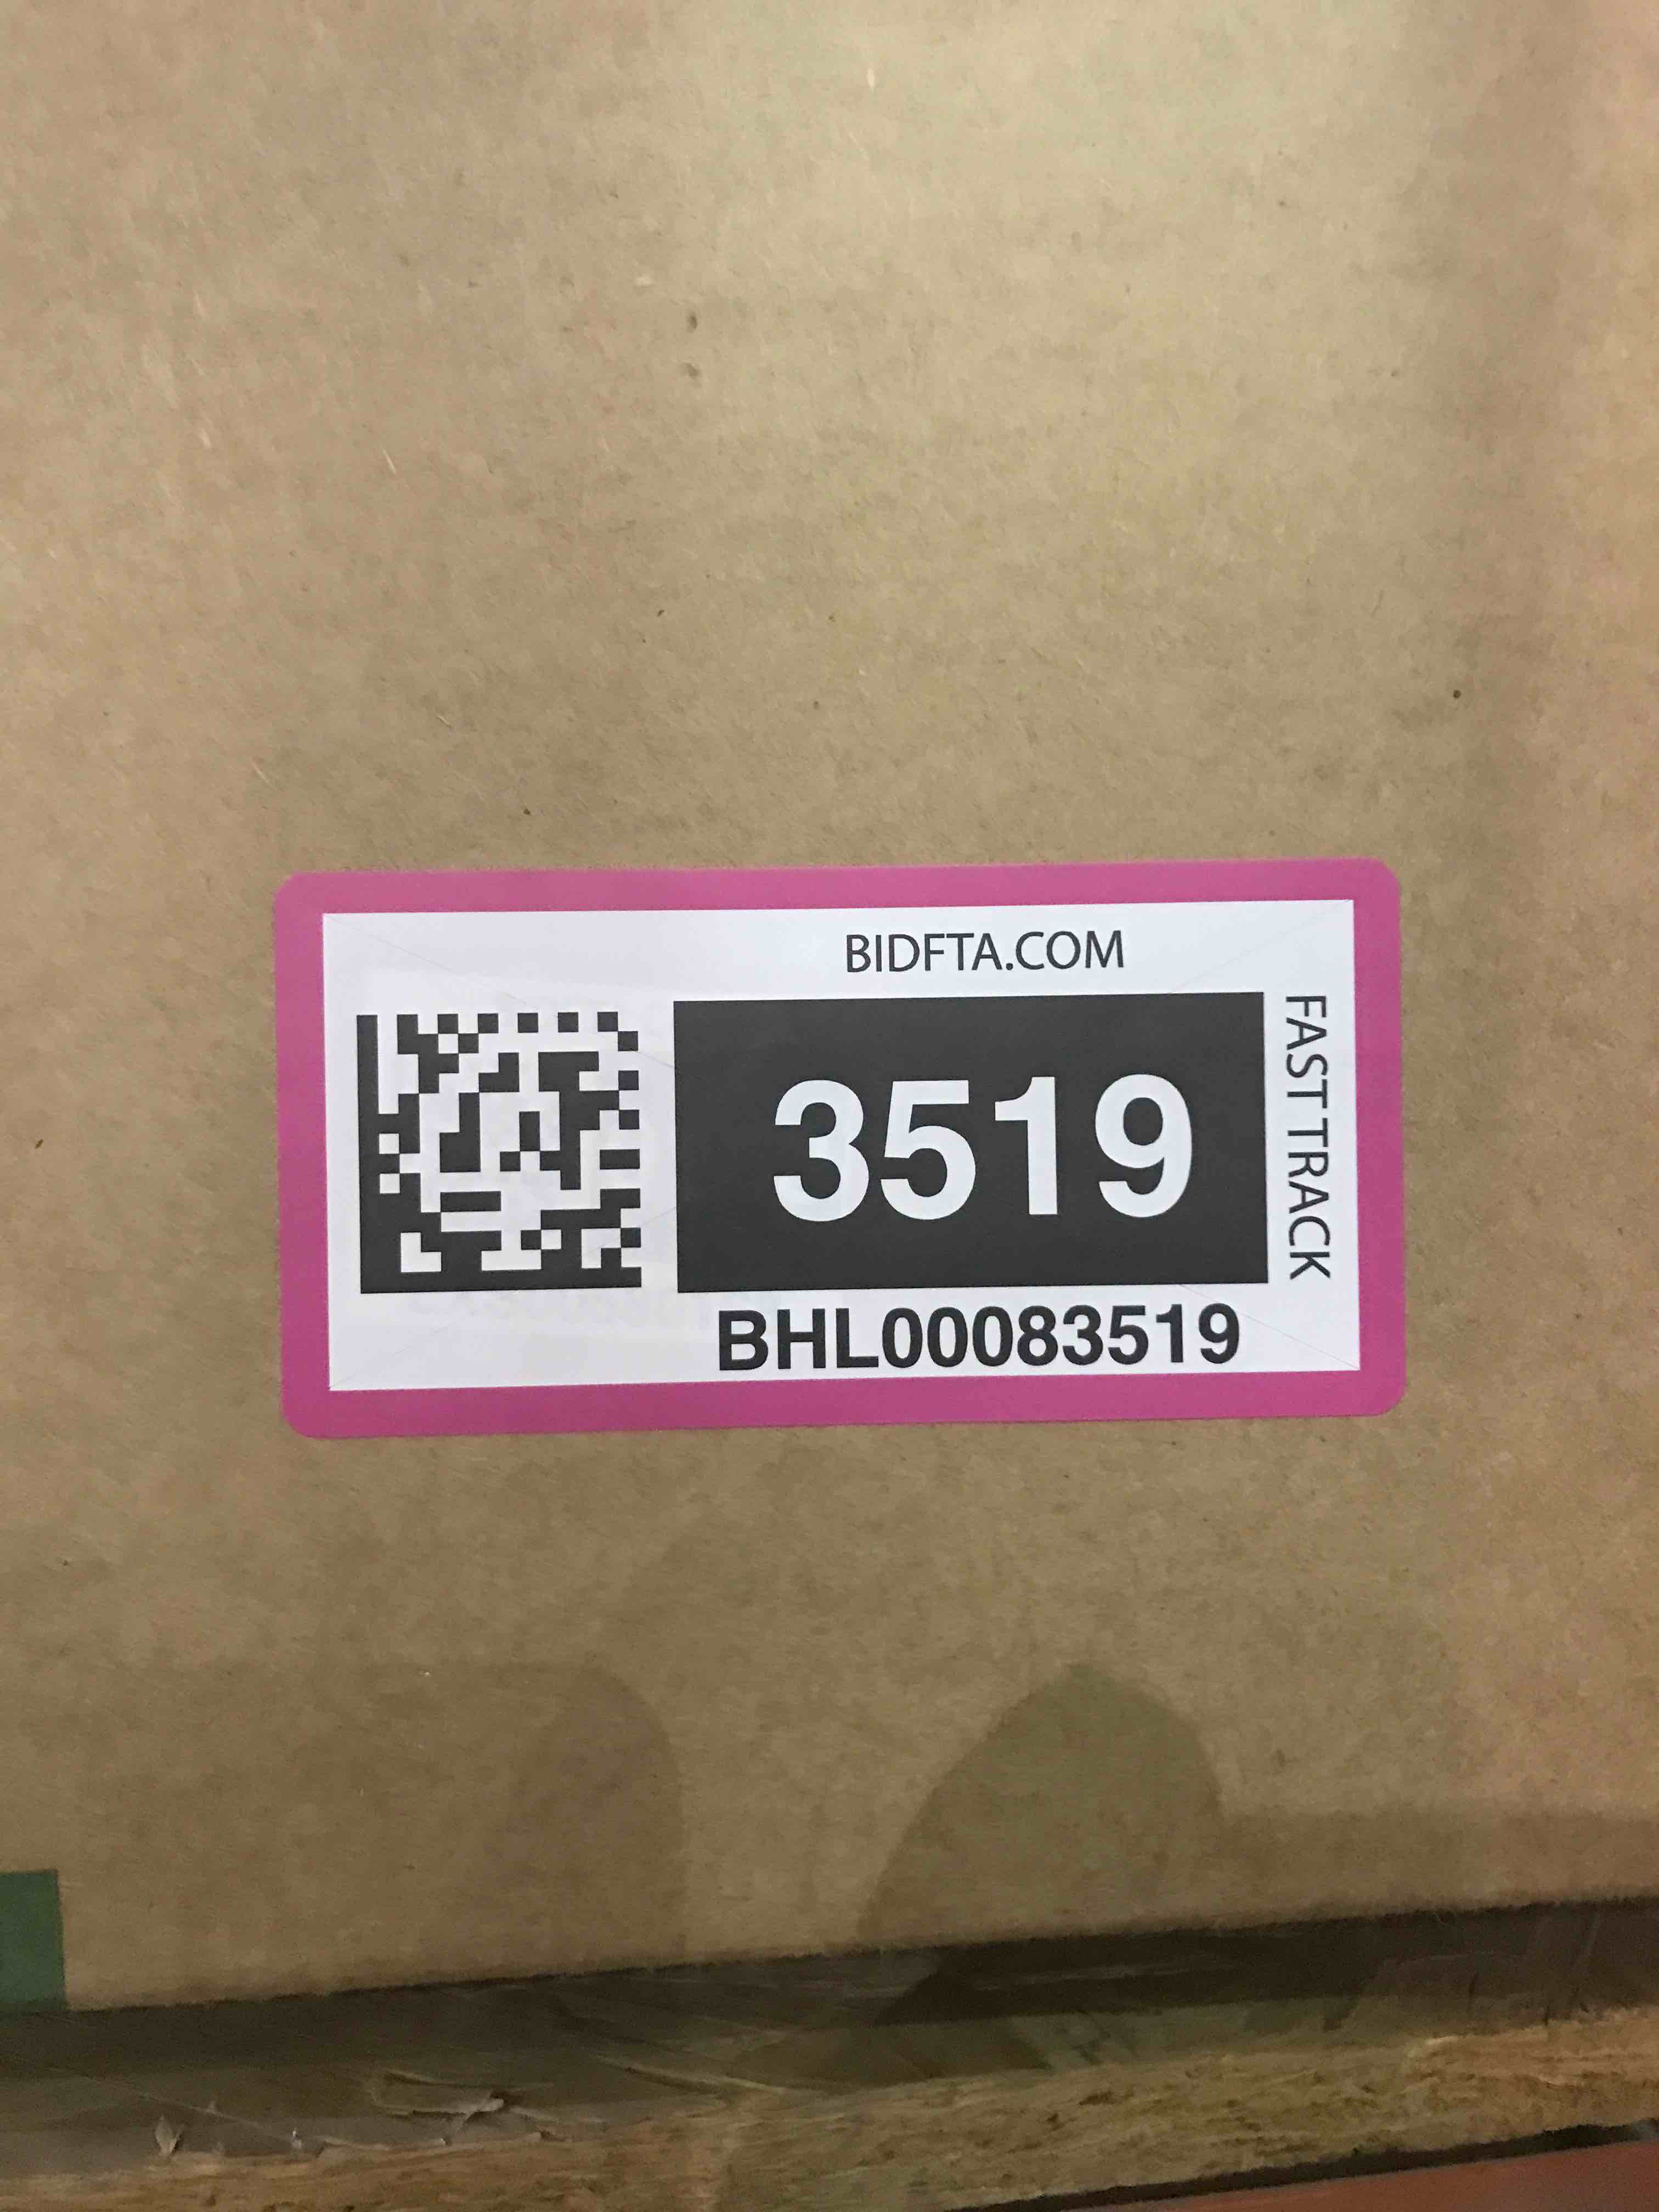 BIDFTA.COM
3519
FAST TRACK
BHL00083519